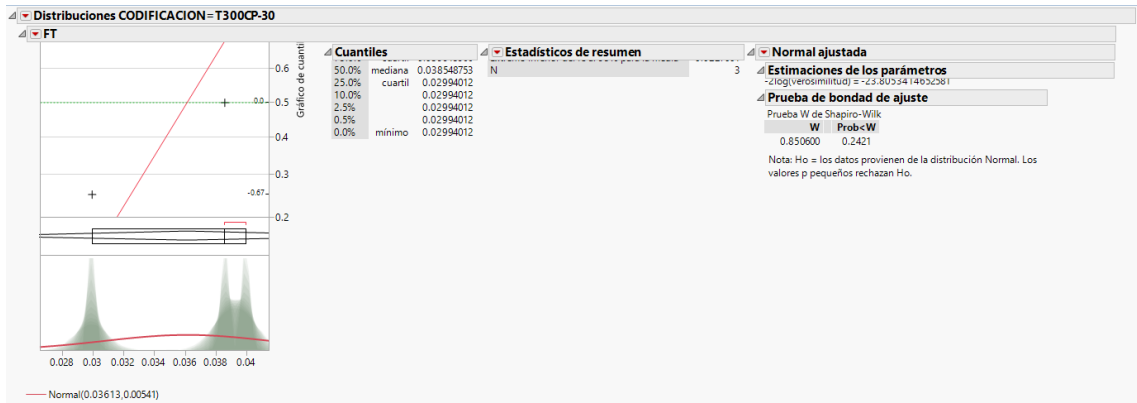 Distribuciones CODIFICACION=T300CP-30
FT
0.6
0.0 0.5
0.4
0.3
-0.67
0.2
Gráfico de cuanti
0.028 0.03 0.032 0.034 0.036 0.038 0.04
Normal(0.03613,0.00541)
Cuantiles
50.0% mediana 0.038548753
25.0% cuartil 0.02994012
10.0% 0.02994012
2.5% 0.02994012
0.5% 0.02994012
0.0% mínimo 0.02994012
Estadísticos de resumen
N 3
Normal ajustada
Estimaciones de los parámetros
-2log(verosimilitud) = -23.8053414652581
Prueba de bondad de ajuste
Prueba W de Shapiro-Wilk
W Prob<W
0.850600 0.2421
Nota: Ho = los datos provienen de la distribución Normal. Los
valores p pequeños rechazan Ho.